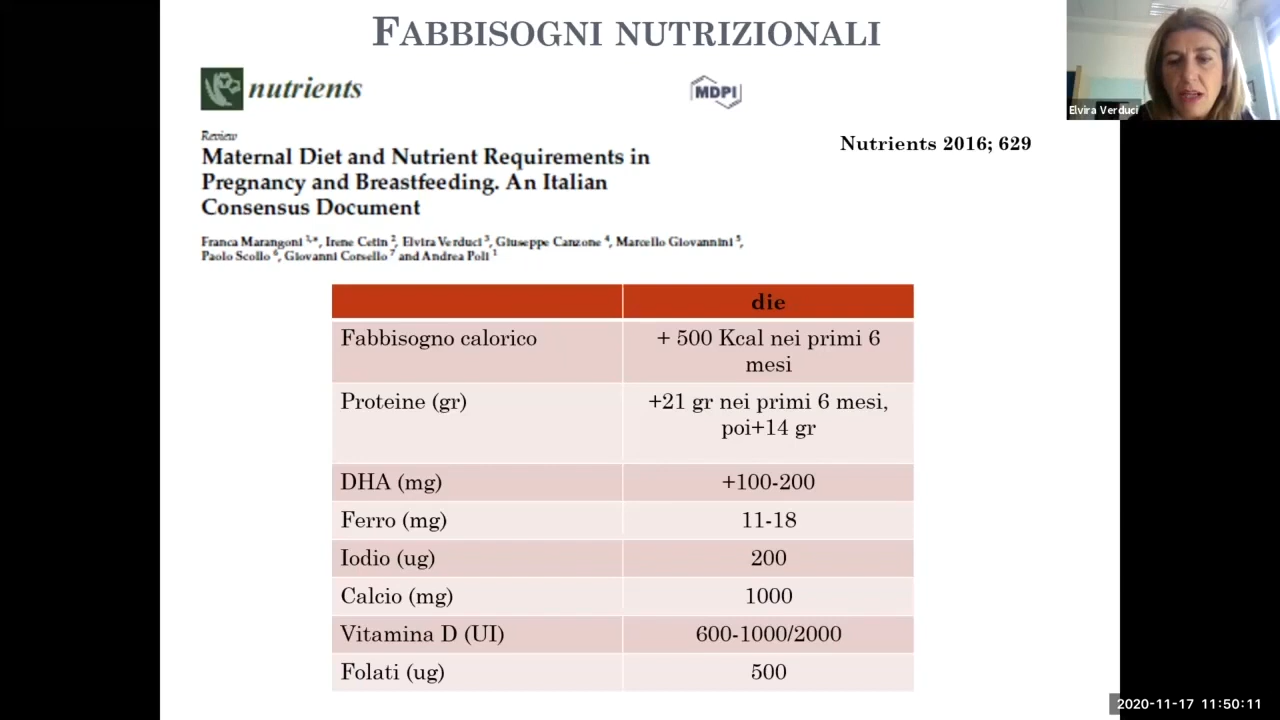 FABBISOGNI NUTRIZIONALI
nutrients
MDPI
Elvira Verduci
Review
Nutrients 2016; 629
Maternal Diet and Nutrient Requirements in
Pregnancy and Breastfeeding. An Italian
Consensus Document
Franca Marangoni 1,*, Irene Cetin 2, Elvira Verduci 3, Giuseppe Canzone 4, Marcello Giovannini 5,
Paolo Scollo 6, Giovanni Corsello 7 and Andrea Poli 1
die
Fabbisogno calorico + 500 Kcal nei primi 6
mesi
Proteine (gr) +21 gr nei primi 6 mesi,
poi+14 gr
DHA (mg) +100-200
Ferro (mg) 11-18
Iodio (ug) 200
Calcio (mg) 1000
Vitamina D (UI) 600-1000/2000
Folati (ug) 500
2020-11-17 11:50:11